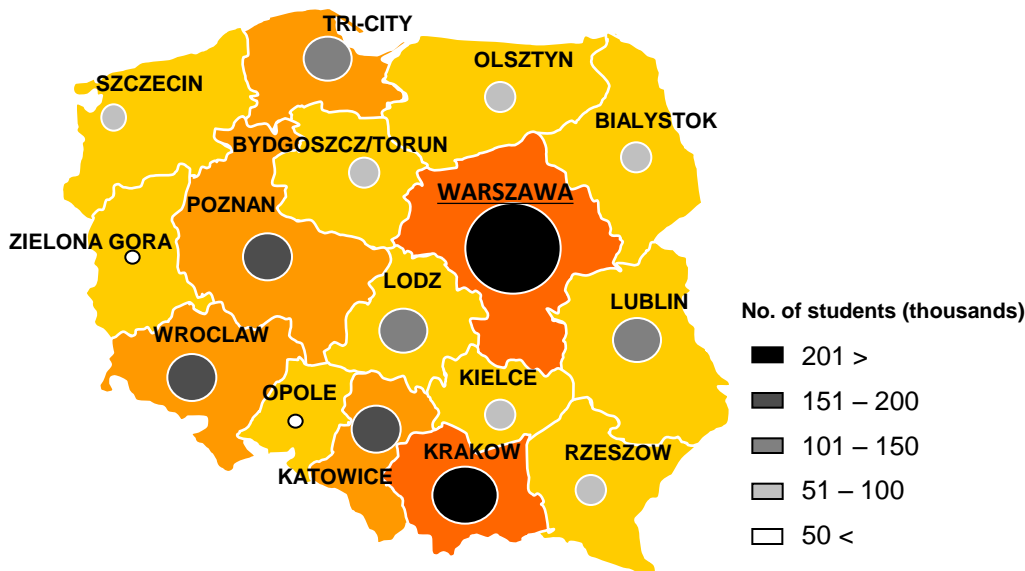 TRI-CITY
OLSZTYN
SZCZECIN
BIALYSTOK
BYDGOSZCZ/TORUN
WARSZAWA
POZNAN
ZIELONA GORA
LODZ
LUBLIN
WROCLAW
KIELCE
OPOLE
KRAKOW
RZESZOW
KATOWICE
No. of students (thousands)
201 >
151 – 200
101 – 150
51 – 100
50 <